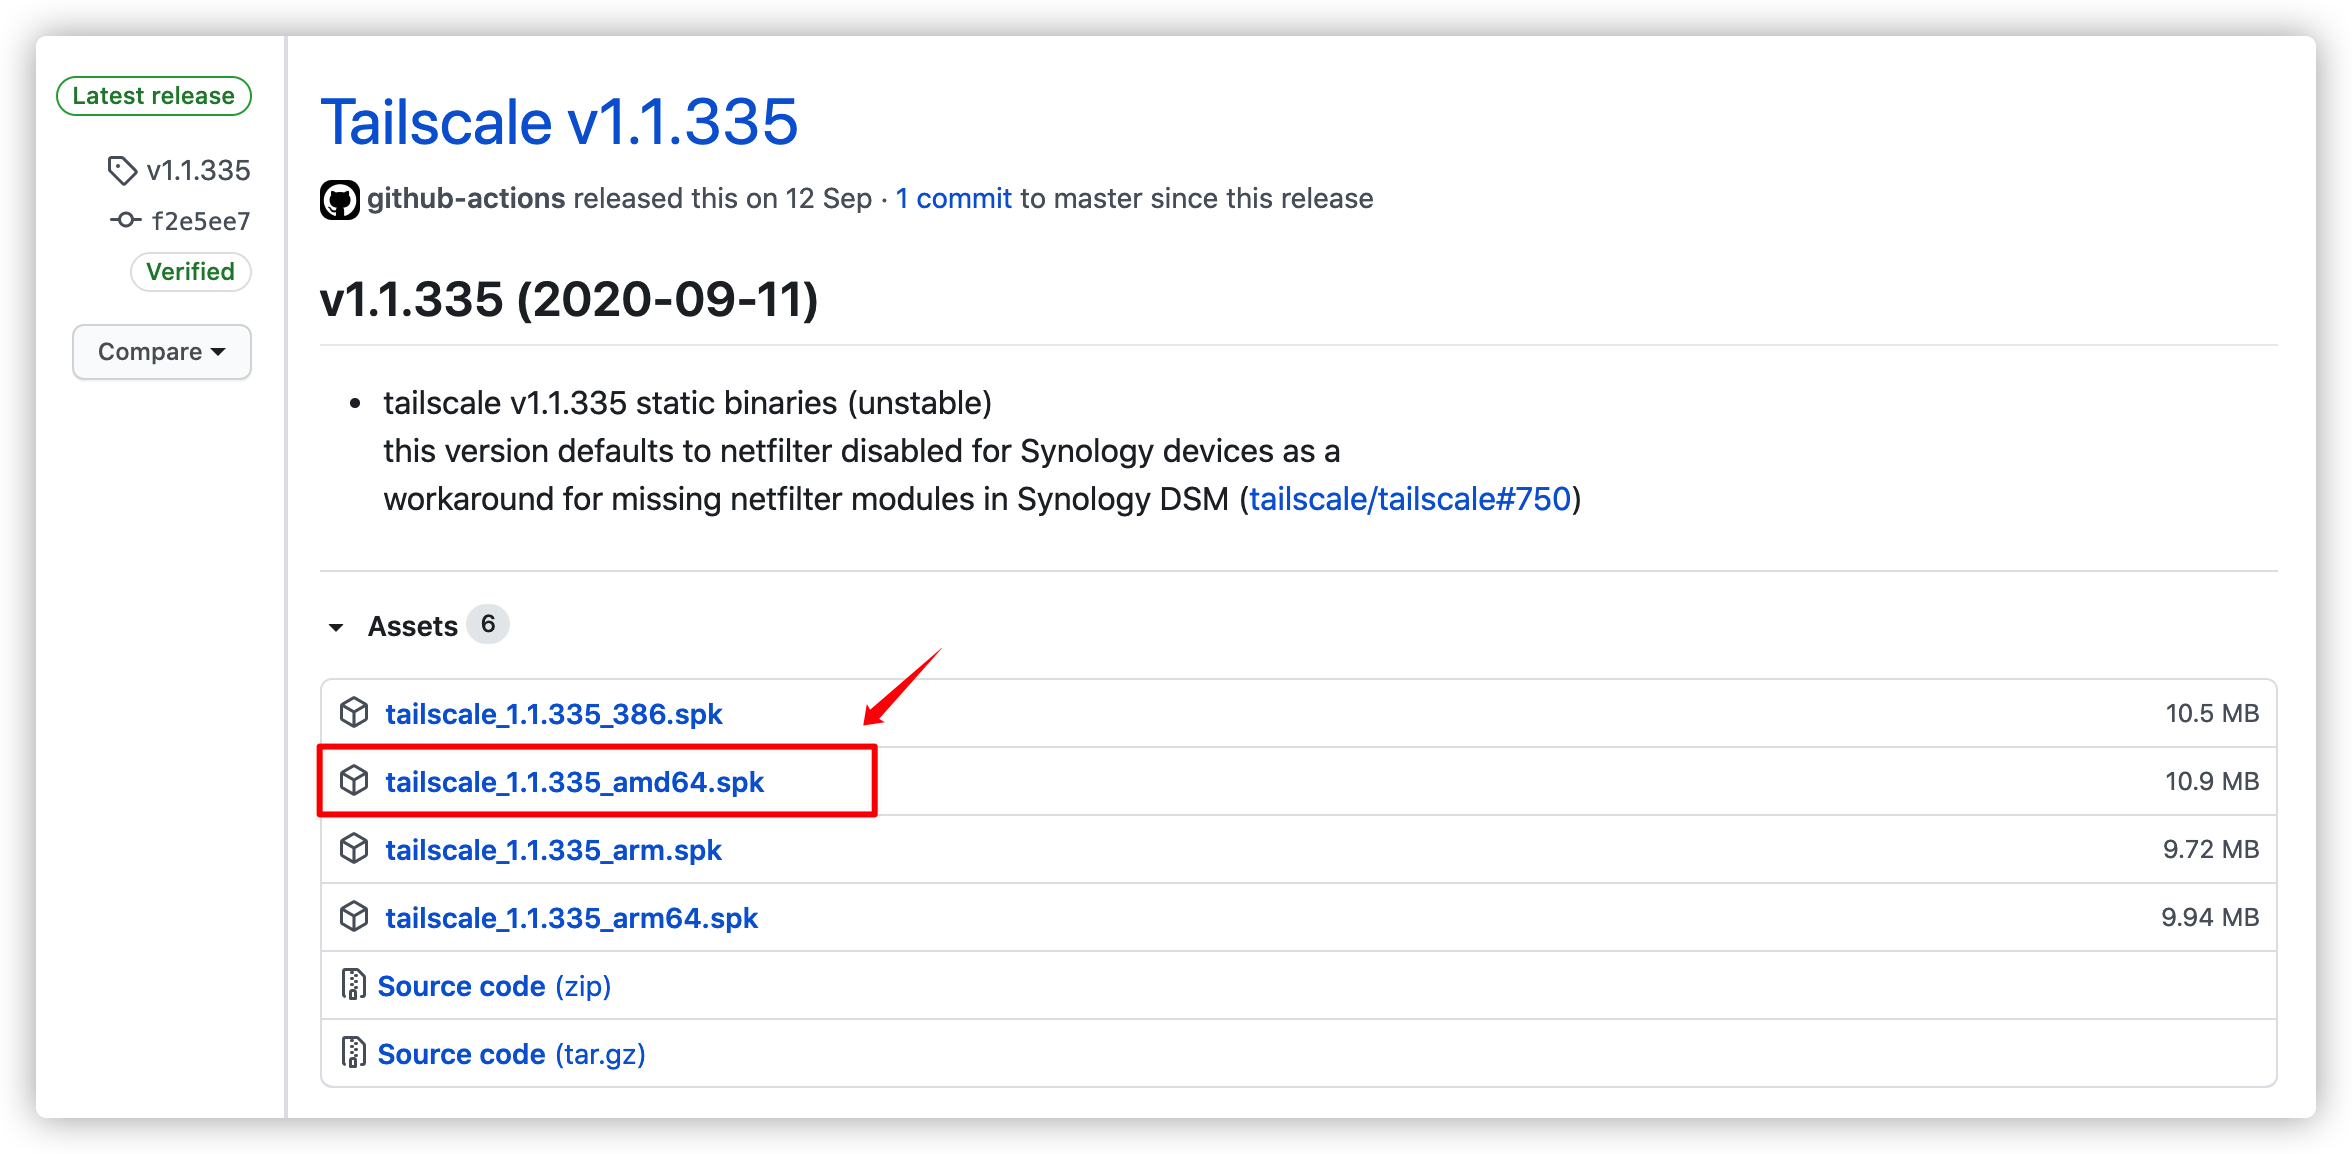 Latest release
v1.1.335
f2e5ee7
Verified
Compare
Tailscale v1.1.335
github-actions released this on 12 Sep · 1 commit to master since this release
v1.1.335 (2020-09-11)
• tailscale v1.1.335 static binaries (unstable)
this version defaults to netfilter disabled for Synology devices as a
workaround for missing netfilter modules in Synology DSM (tailscale/tailscale#750)
Assets 6
tailscale_1.1.335_386.spk 10.5 MB
tailscale_1.1.335_amd64.spk 10.9 MB
tailscale_1.1.335_arm.spk 9.72 MB
tailscale_1.1.335_arm64.spk 9.94 MB
Source code (zip)
Source code (tar.gz)